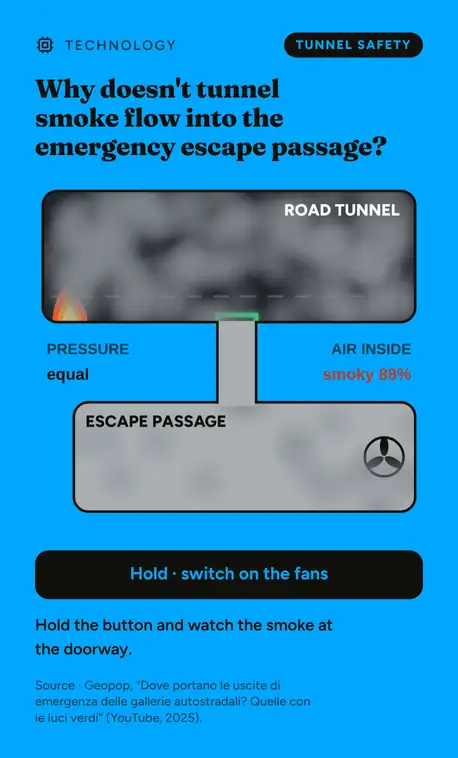 TECHNOLOGY
TUNNEL SAFETY
Why doesn't tunnel
smoke flow into the
emergency escape passage?
ROAD TUNNEL
PRESSURE
equal
AIR INSIDE
smoky 88%
ESCAPE PASSAGE
Hold · switch on the fans
Hold the button and watch the smoke at
the doorway.
Source · Geopop, "Dove portano le uscite di
emergenza delle gallerie autostradali? Quelle con
le luci verdi" (YouTube, 2025).